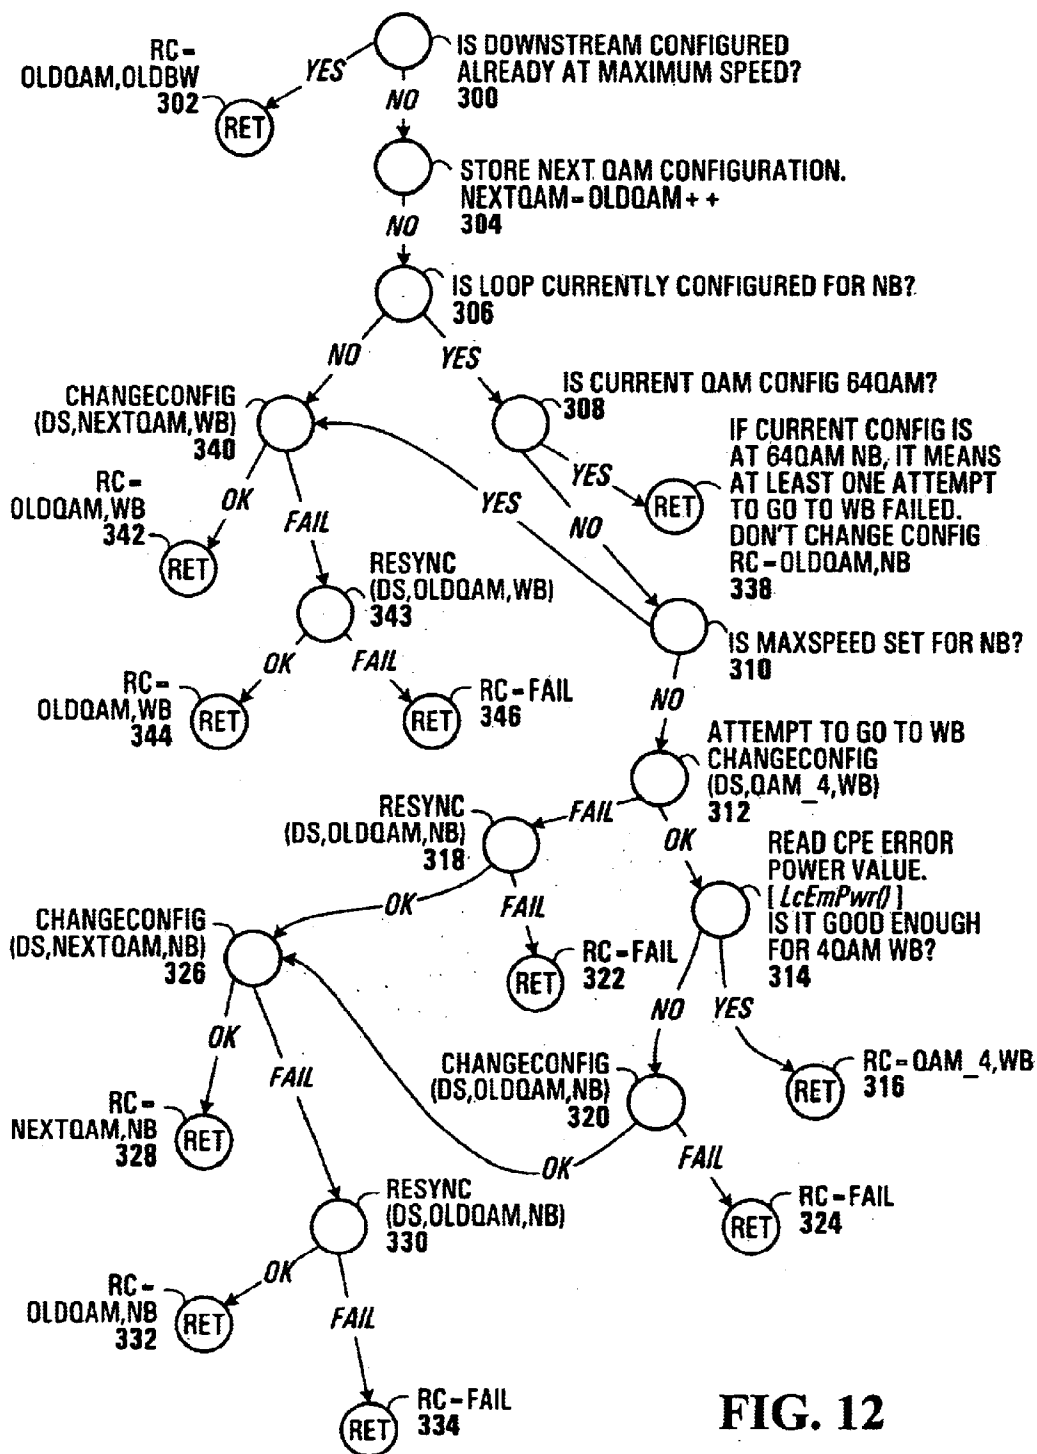 RC=
OLDQAM,OLDBW
302
RET
YES
IS DOWNSTREAM CONFIGURED
ALREADY AT MAXIMUM SPEED?
300
NO
STORE NEXT QAM CONFIGURATION.
NEXTQAM=OLDQAM++
304
NO
IS LOOP CURRENTLY CONFIGURED FOR NB?
306
NO
YES
CHANGECONFIG
(DS,NEXTQAM,WB)
340
IS CURRENT QAM CONFIG 64QAM?
308
YES
RET
IF CURRENT CONFIG IS
AT 64QAM NB, IT MEANS
AT LEAST ONE ATTEMPT
TO GO TO WB FAILED.
DON'T CHANGE CONFIG
RC=OLDQAM,NB
338
RC=
OLDQAM,WB
342
RET
OK
FAIL
YES
NO
RESYNC
(DS,OLDQAM,WB)
343
IS MAXSPEED SET FOR NB?
310
OK
FAIL
RC=
OLDQAM,WB
344
RET
RET
RC=FAIL
346
NO
ATTEMPT TO GO TO WB
CHANGECONFIG
(DS,QAM_4,WB)
312
RESYNC
(DS,OLDQAM,NB)
318
FAIL
OK
READ CPE ERROR
POWER VALUE.
[LcEmPwr()]
IS IT GOOD ENOUGH
FOR 4QAM WB?
314
OK
FAIL
CHANGECONFIG
(DS,NEXTQAM,NB)
326
RET
RC=FAIL
322
NO
YES
OK
FAIL
CHANGECONFIG
(DS,OLDQAM,NB)
320
RET
RC=QAM_4,WB
316
RC=
NEXTQAM,NB
328
RET
OK
FAIL
RESYNC
(DS,OLDQAM,NB)
330
RET
RC=FAIL
324
OK
FAIL
RC=
OLDQAM,NB
332
RET
RET
RC=FAIL
334
FIG. 12